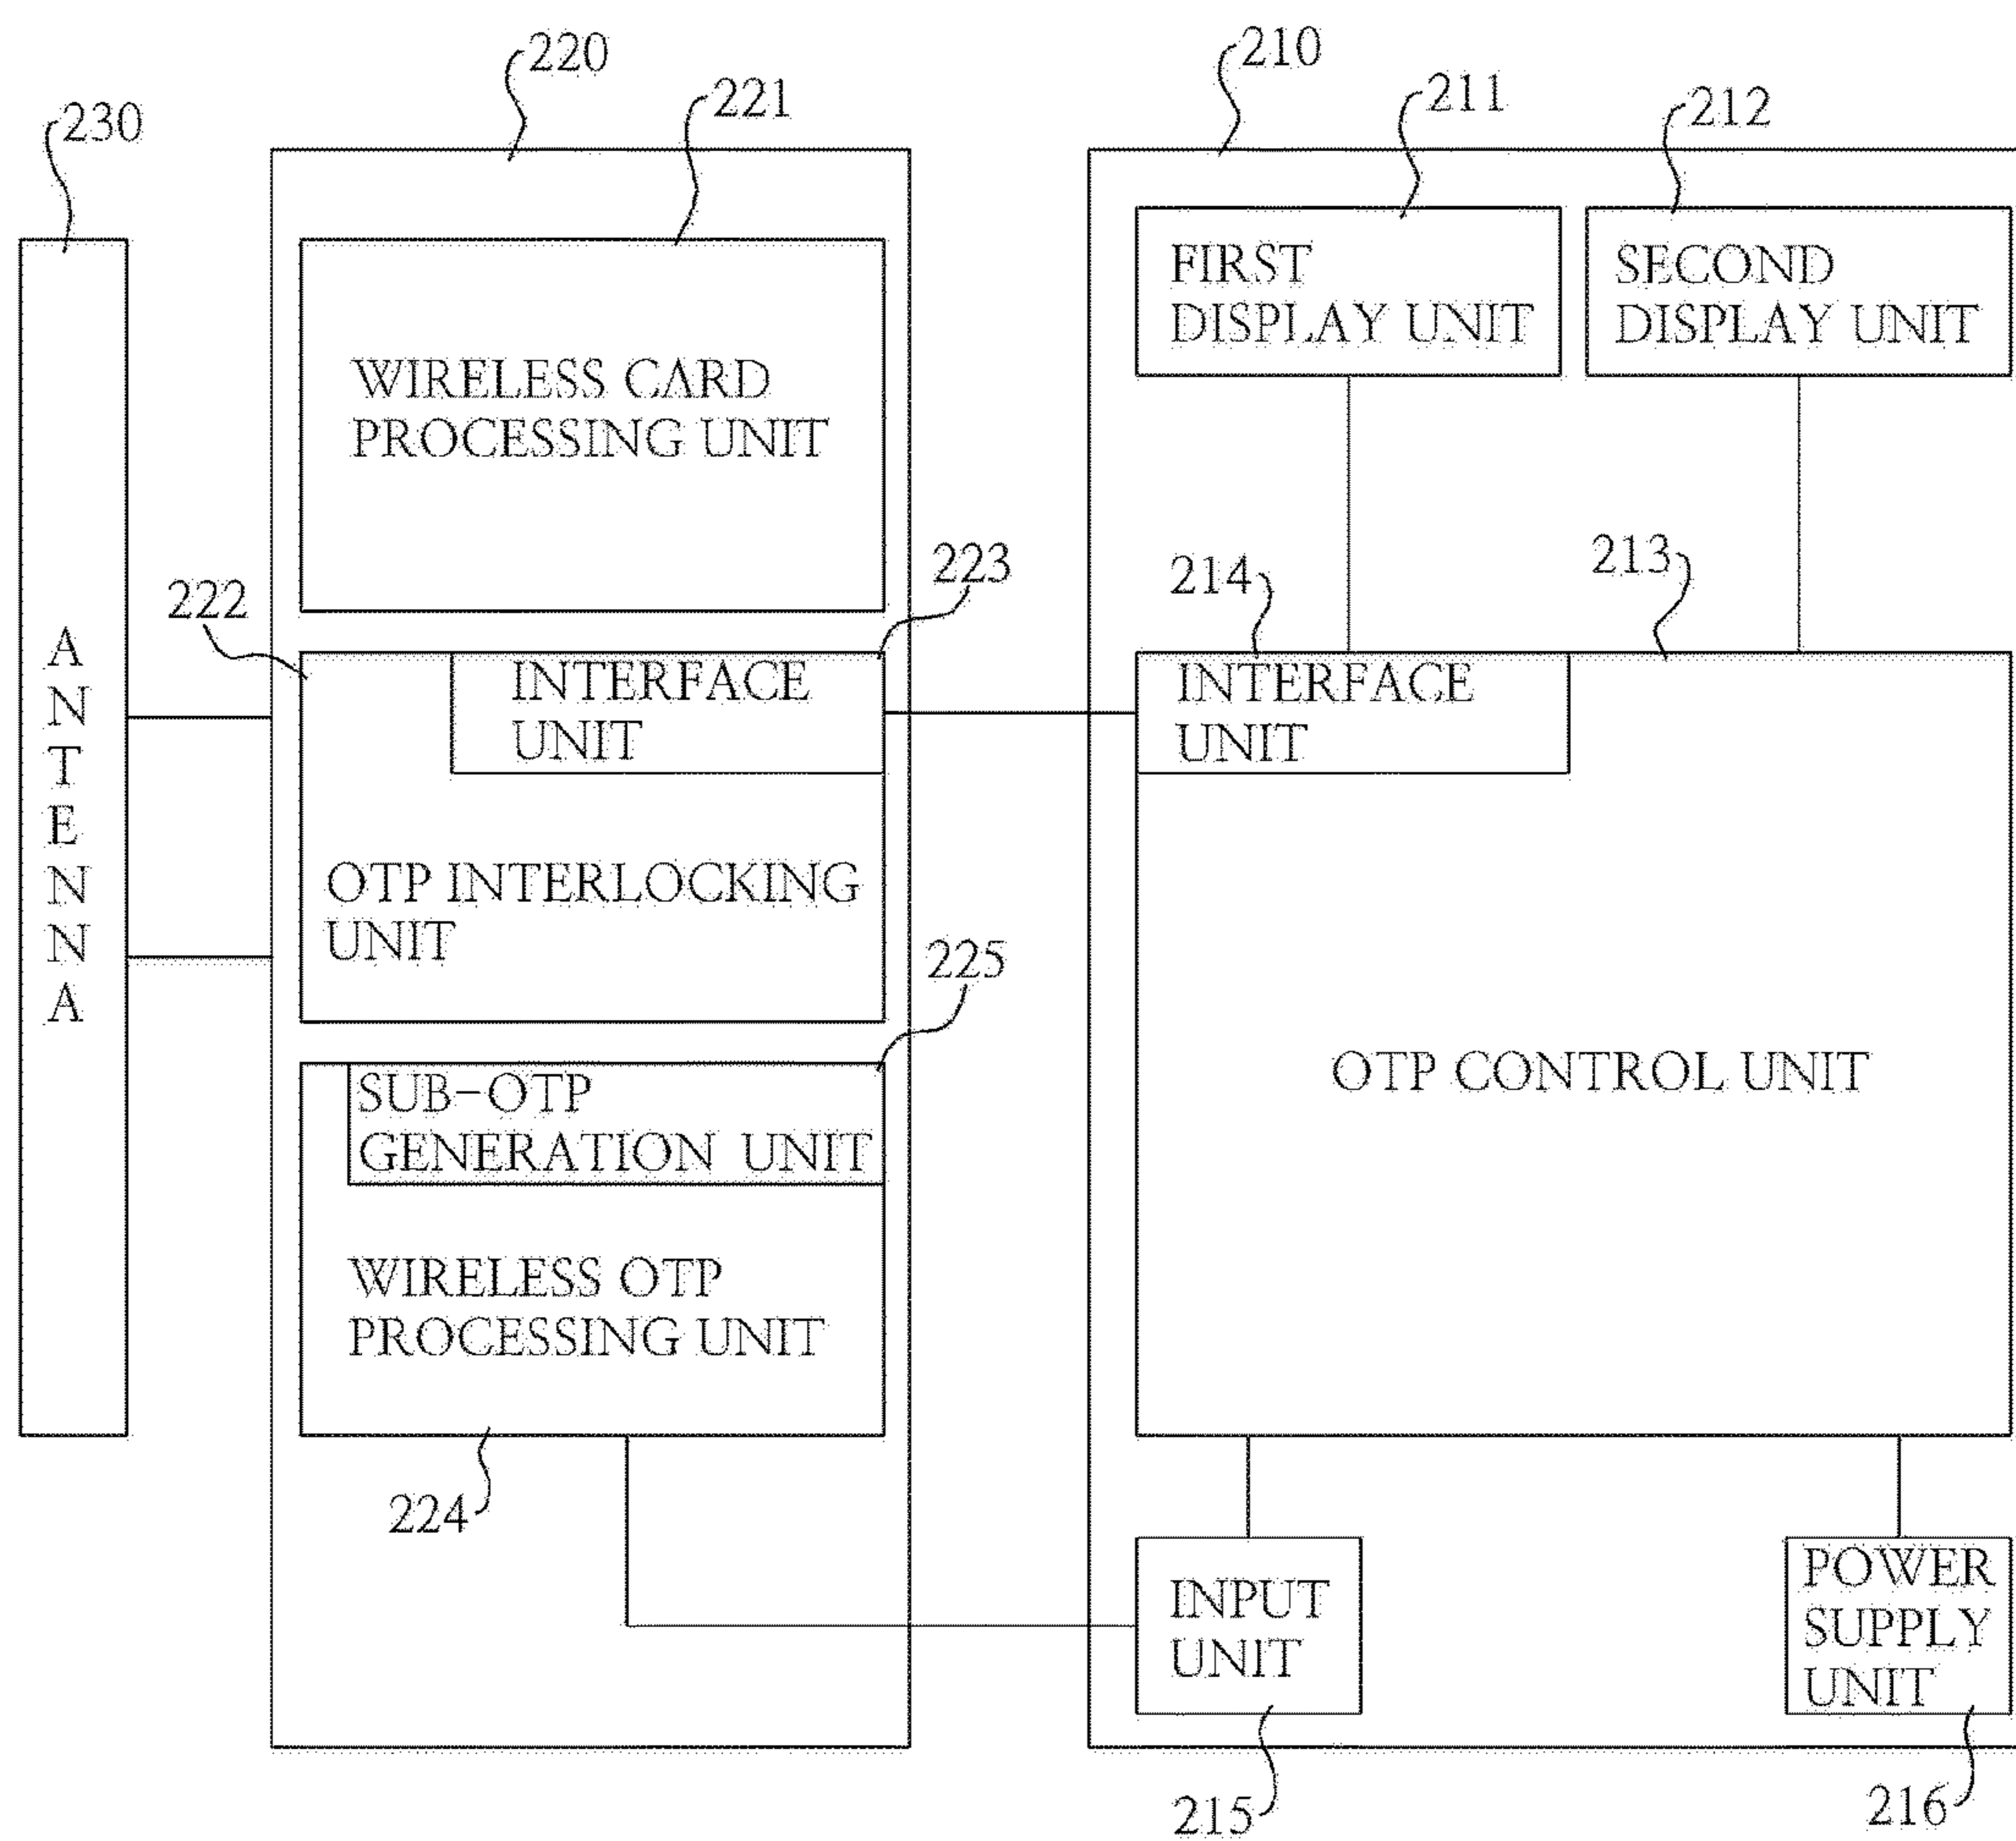 230
220
221
210
211
212
A
N
T
E
N
N
A
WIRELESS CARD
PROCESSING UNIT
222
223
INTERFACE
UNIT
OTP INTERLOCKING
UNIT
225
SUB-OTP
GENERATION UNIT
WIRELESS OTP
PROCESSING UNIT
224
FIRST
DISPLAY UNIT
SECOND
DISPLAY UNIT
214
213
INTERFACE
UNIT
OTP CONTROL UNIT
INPUT
UNIT
POWER
SUPPLY
UNIT
215
216